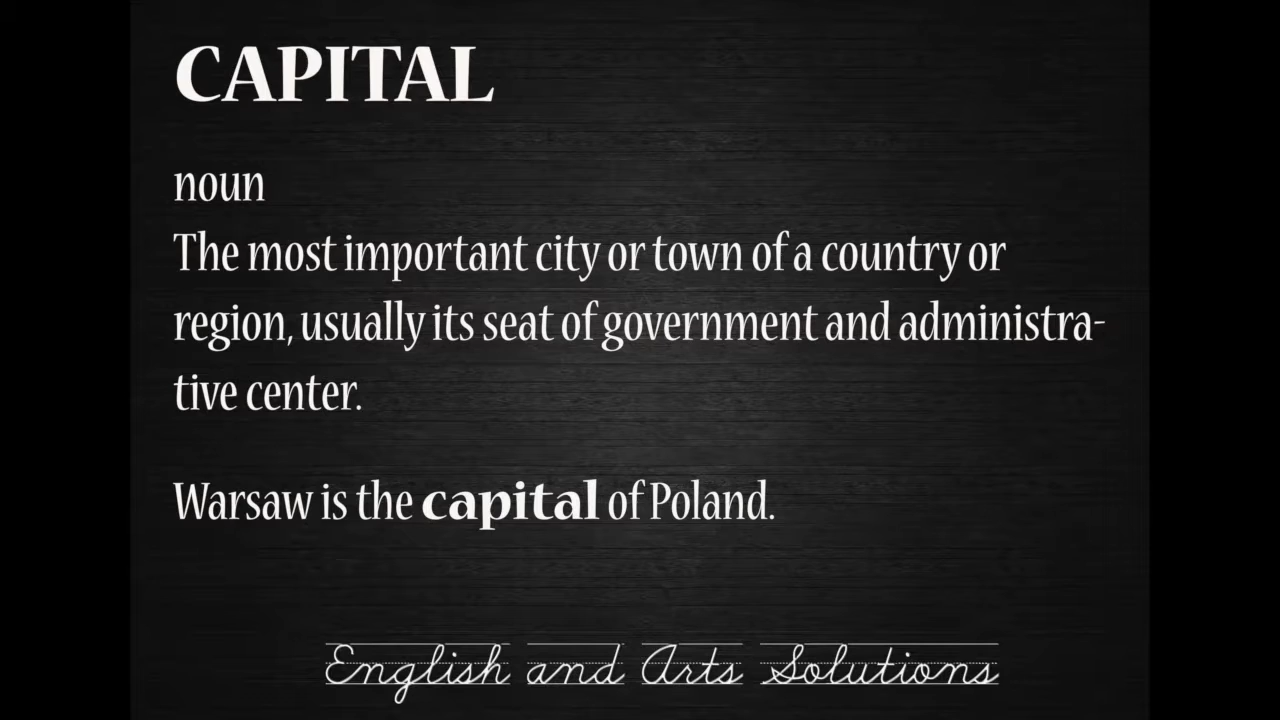 CAPITAL
noun
The most important city or town of a country or
region, usually its seat of government and administra-
tive center.
Warsaw is the capital of Poland.
English and Arts Solutions